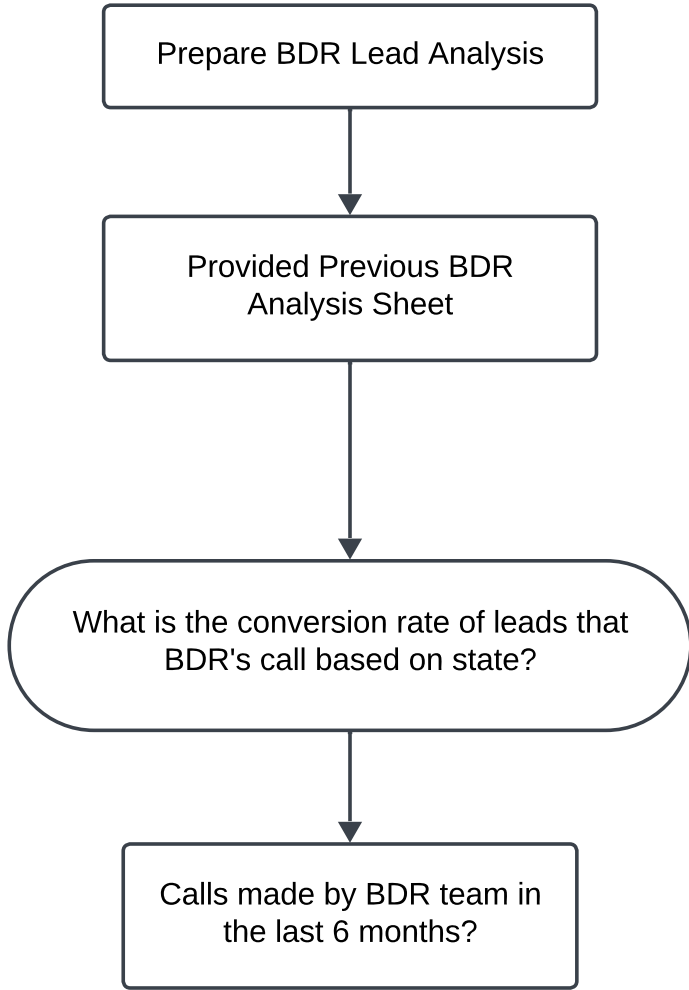 Prepare BDR Lead Analysis
Provided Previous BDR
Analysis Sheet
What is the conversion rate of leads that
BDR's call based on state?
Calls made by BDR team in
the last 6 months?